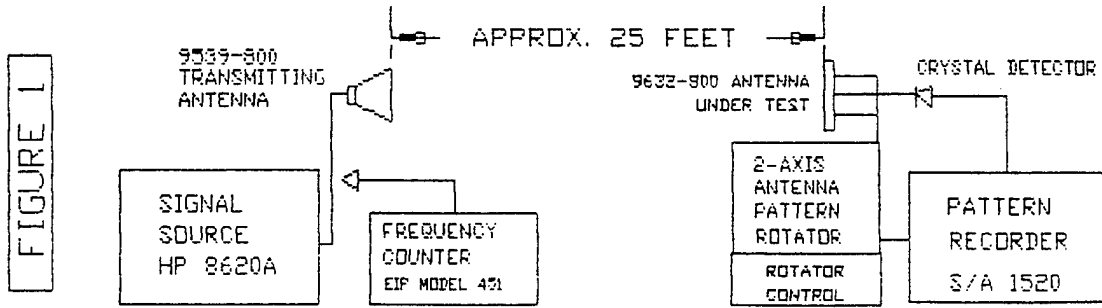 FIGURE 1
APPROX. 25 FEET
9539-800
TRANSMITTING
ANTENNA
9632-800 ANTENNA
UNDER TEST
CRYSTAL DETECTOR
SIGNAL
SOURCE
HP 8620A
FREQUENCY
COUNTER
EIP MODEL 451
2-AXIS
ANTENNA
PATTERN
ROTATOR
ROTATOR
CONTROL
PATTERN
RECORDER
S/A 1520